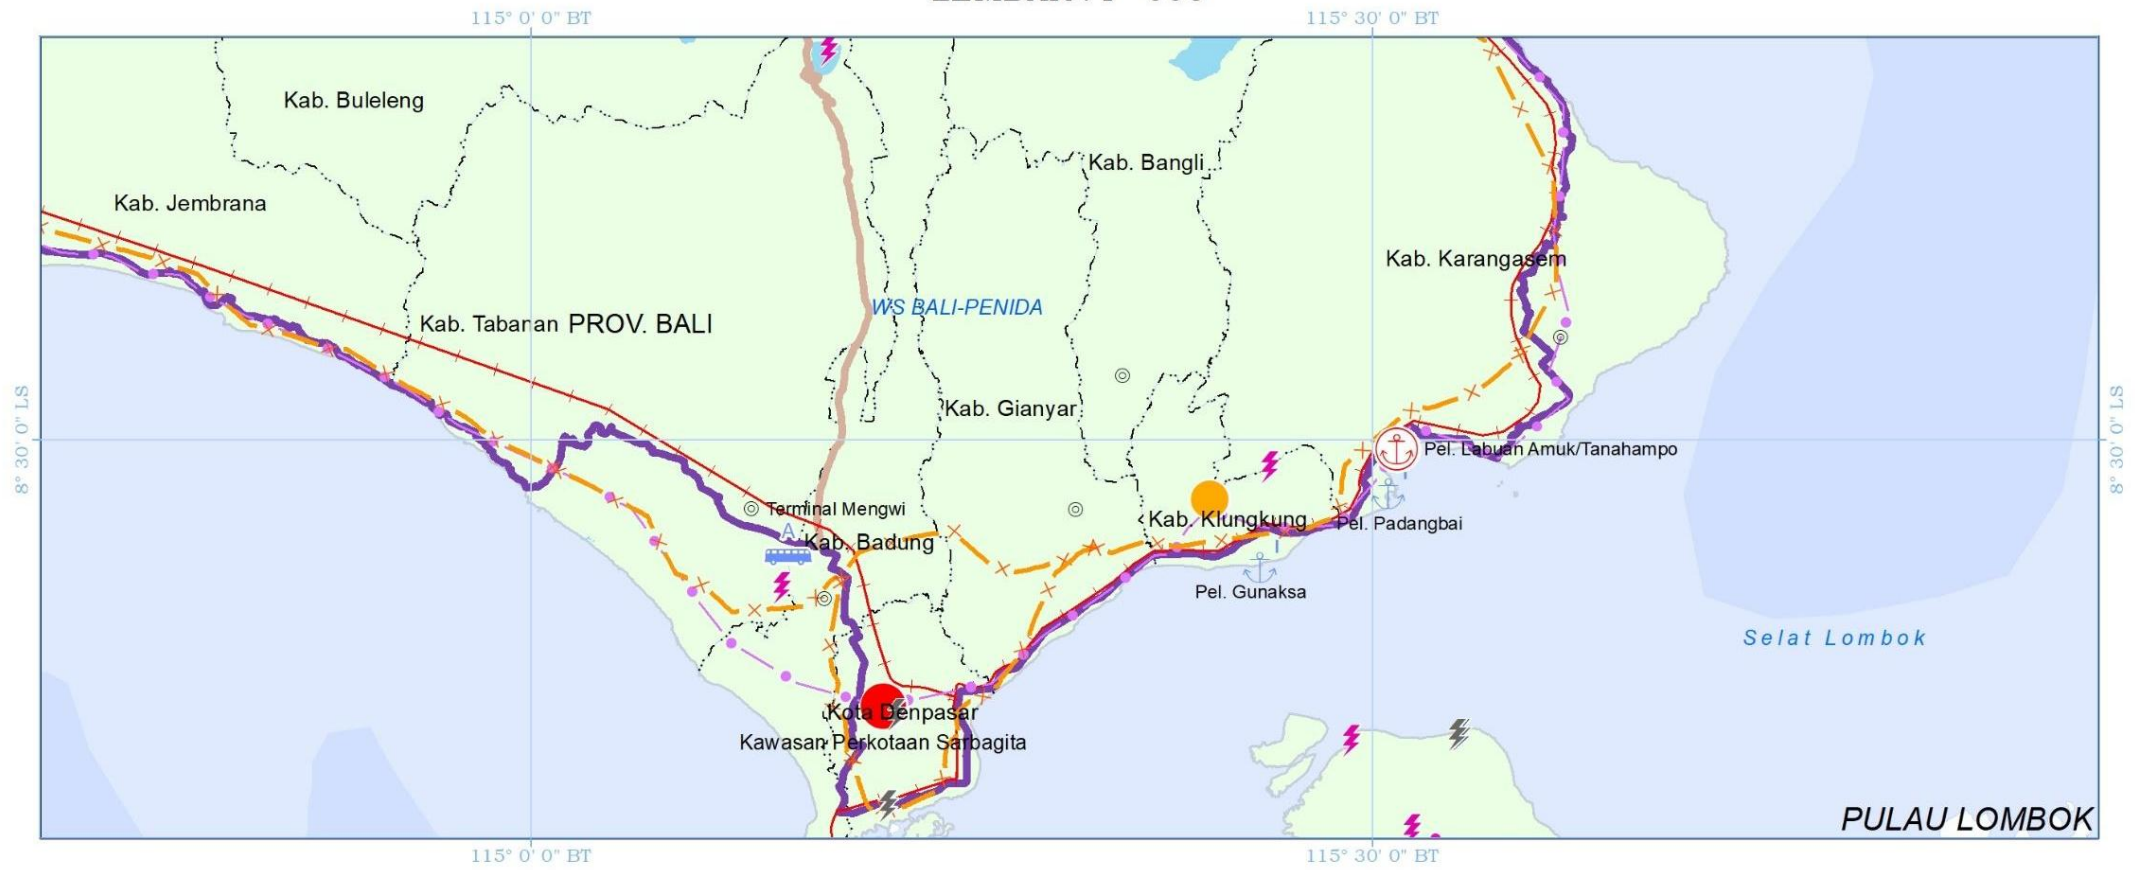 115° 0' 0" BT
115° 30' 0" BT
Kab. Buleleng
Kab. Bangli
Kab. Jembrana
Kab. Karangasem
WS BALI-PENIDA
Kab. Tabanan
PROV. BALI
Kab. Gianyar
8° 30' 0" LS
8° 30' 0" LS
Pel. Labuan Amuk/Tanahampo
Terminal Mengwi
A
Kab. Klungkung
Pel. Padangbai
Kab. Badung
I
I
Pel. Gunaksa
Selat Lombok
Kota Denpasar
Kawasan Perkotaan Sarbagita
PULAU LOMBOK
115° 0' 0" BT
115° 30' 0" BT